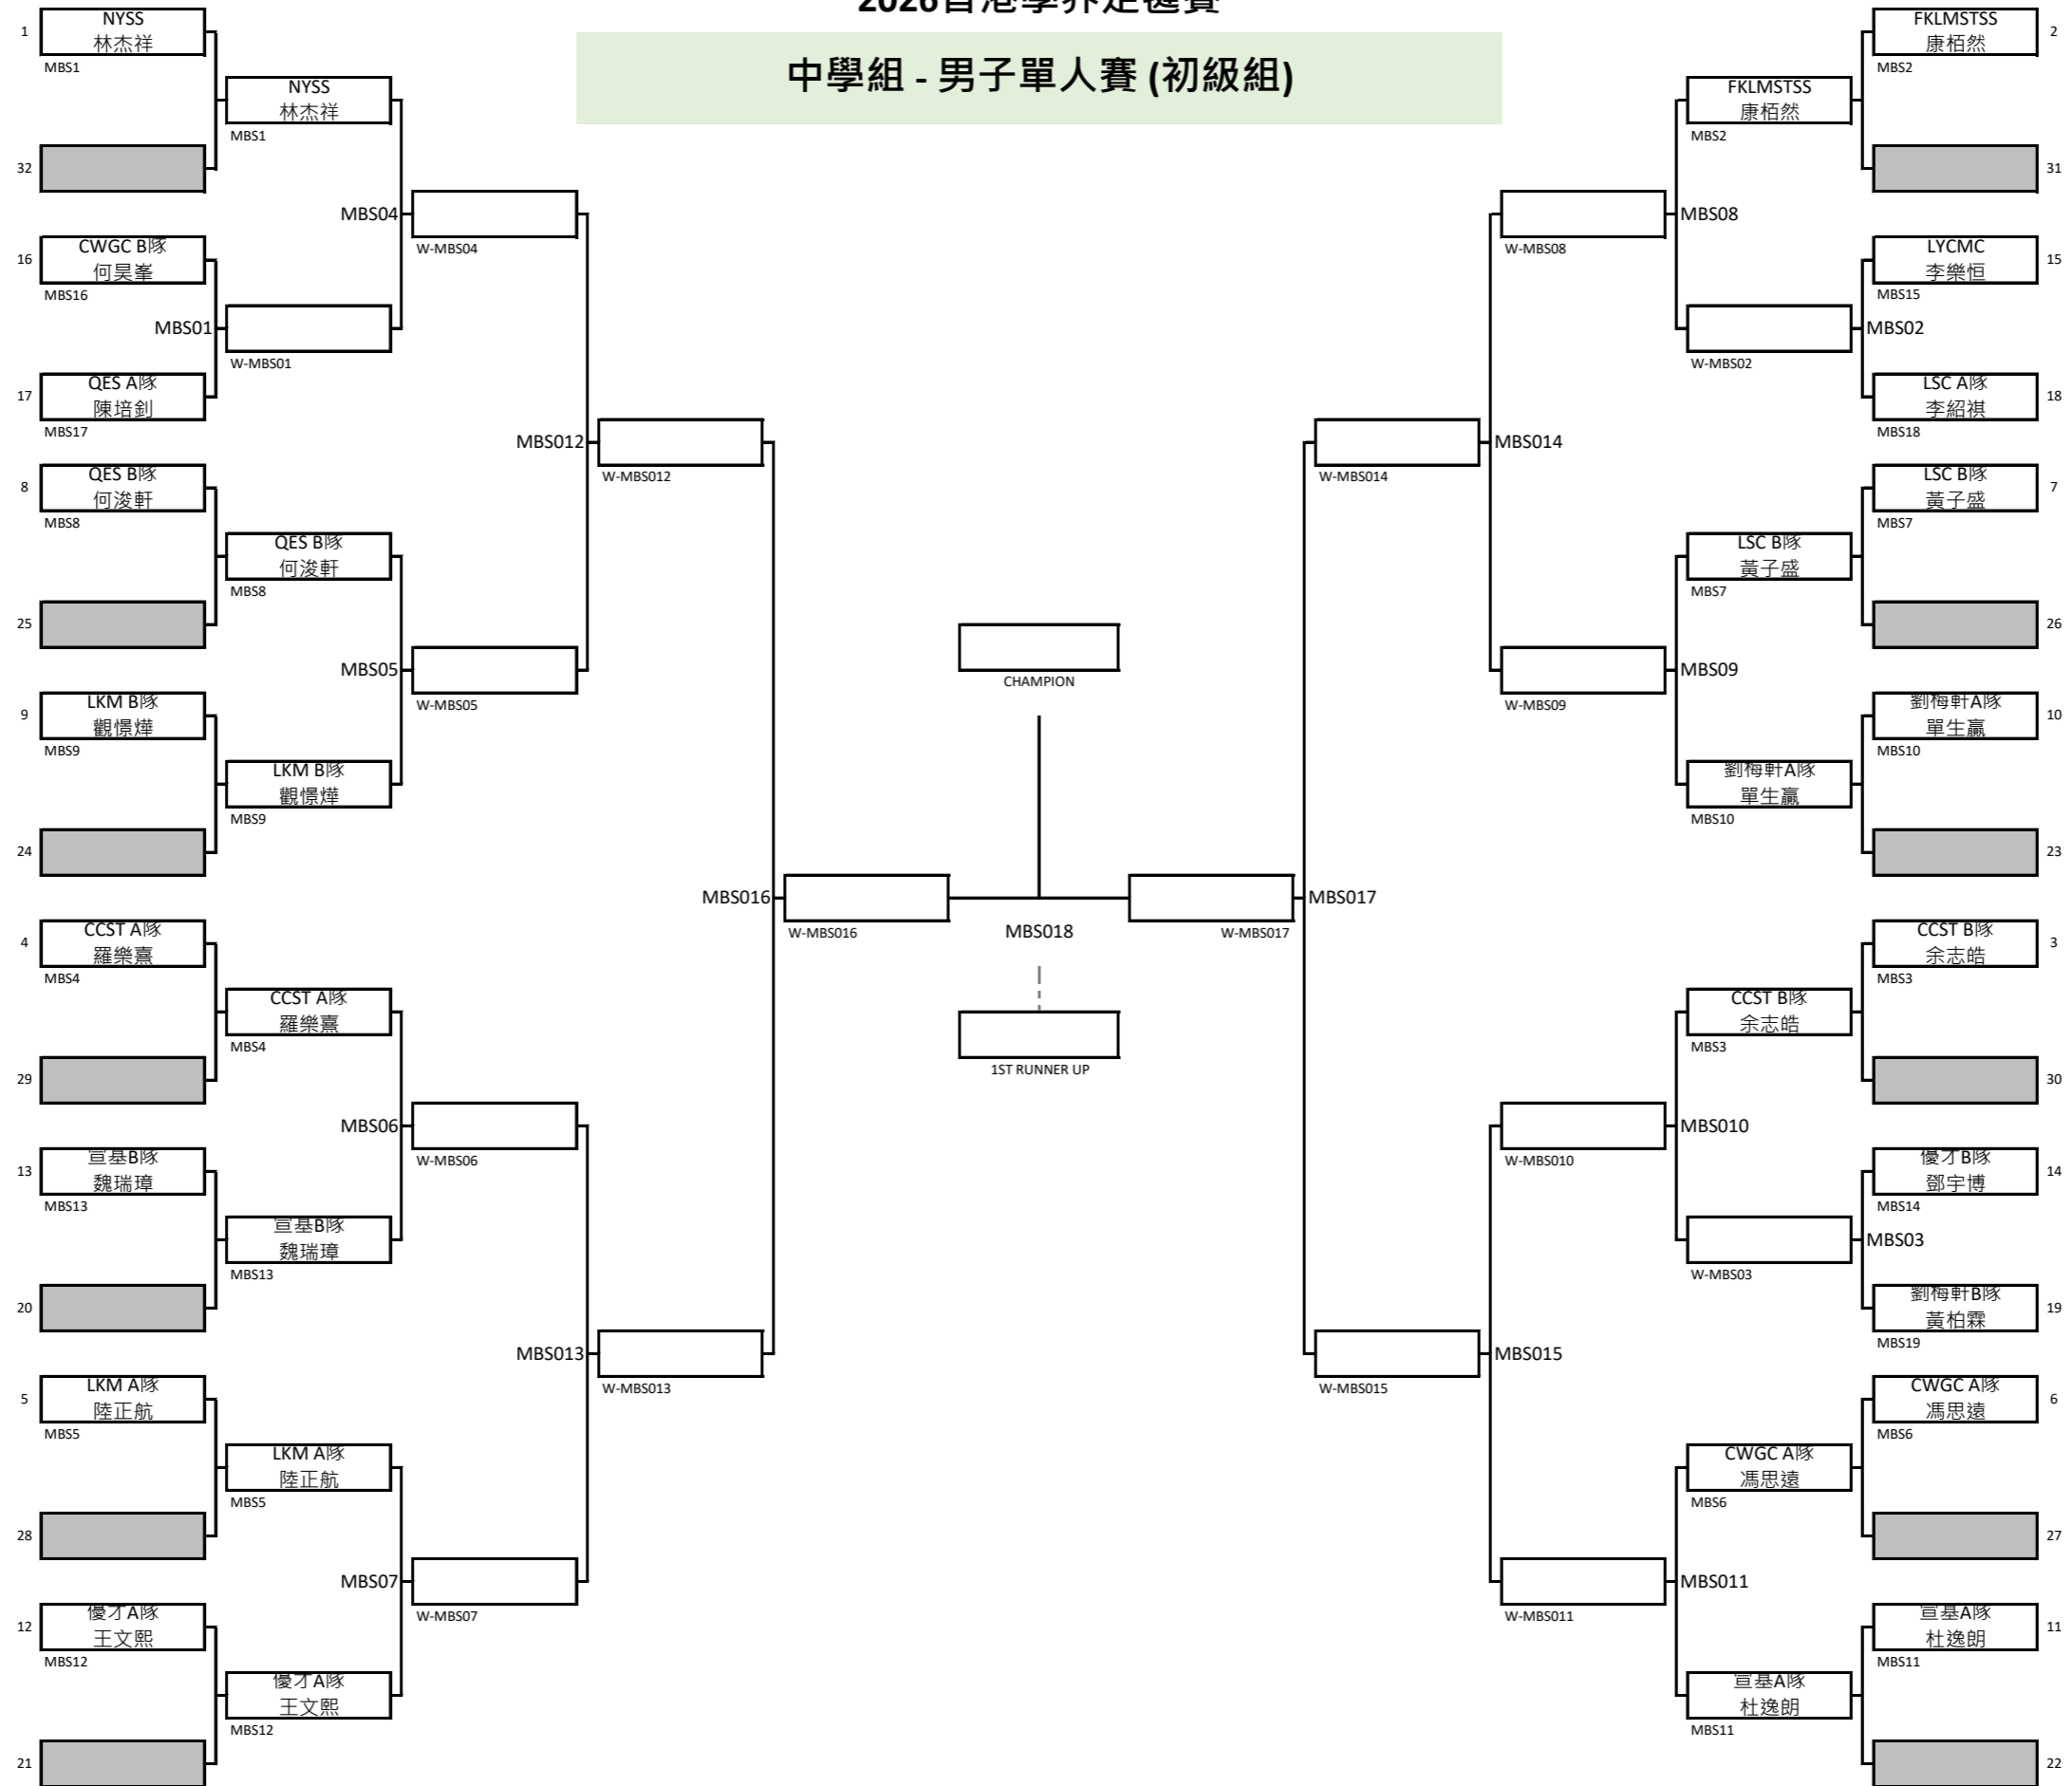 2026香港學界足毽賽
中學組 - 男子單人賽 (初級組)
1
NYSS
林杰祥
MBS1
NYSS
林杰祥
MBS1
32
MBS04
W-MBS04
16
CWGC B隊
何昊峯
MBS16
MBS01
W-MBS01
17
QES A隊
陳培釗
MBS17
MBS012
W-MBS012
8
QES B隊
何浚軒
MBS8
QES B隊
何浚軒
MBS8
25
MBS05
W-MBS05
9
LKM B隊
觀憬燁
MBS9
LKM B隊
觀憬燁
MBS9
24
MBS016
W-MBS016
4
CCST A隊
羅樂熹
MBS4
CCST A隊
羅樂熹
MBS4
29
MBS06
W-MBS06
13
宣基B隊
魏瑞璋
MBS13
宣基B隊
魏瑞璋
MBS13
20
MBS013
W-MBS013
5
LKM A隊
陸正航
MBS5
LKM A隊
陸正航
MBS5
28
MBS07
W-MBS07
12
優才A隊
王文熙
MBS12
優才A隊
王文熙
MBS12
21
CHAMPION
MBS018
1ST RUNNER UP
FKLMSTSS
康栢然
2
MBS2
FKLMSTSS
康栢然
MBS2
31
W-MBS08
MBS08
LYCMC
李樂恒
15
MBS15
W-MBS02
MBS02
LSC A隊
李紹祺
18
MBS18
W-MBS014
MBS014
LSC B隊
黃子盛
7
MBS7
LSC B隊
黃子盛
MBS7
26
W-MBS09
MBS09
劉梅軒A隊
單生贏
10
MBS10
劉梅軒A隊
單生贏
MBS10
23
W-MBS017
MBS017
CCST B隊
余志皓
3
MBS3
CCST B隊
余志皓
MBS3
30
W-MBS010
MBS010
優才B隊
鄧宇博
14
MBS14
W-MBS03
MBS03
劉梅軒B隊
黃柏霖
19
MBS19
W-MBS015
MBS015
CWGC A隊
馮思遠
6
MBS6
CWGC A隊
馮思遠
MBS6
27
W-MBS011
MBS011
宣基A隊
杜逸朗
11
MBS11
宣基A隊
杜逸朗
MBS11
22